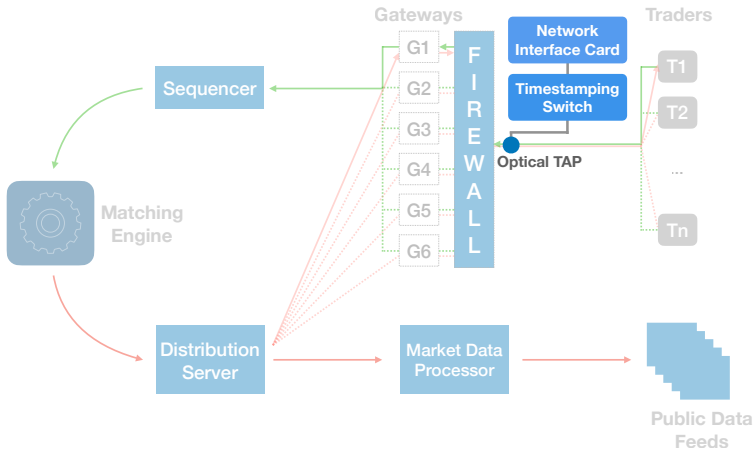 Gateways
Traders
Network
Interface Card
Timestamping
Switch
Optical TAP
G1
G2
G3
G4
G5
G6
F
I
R
E
W
A
L
L
T1
T2
...
Tn
Sequencer
Matching
Engine
Distribution
Server
Market Data
Processor
Public Data
Feeds